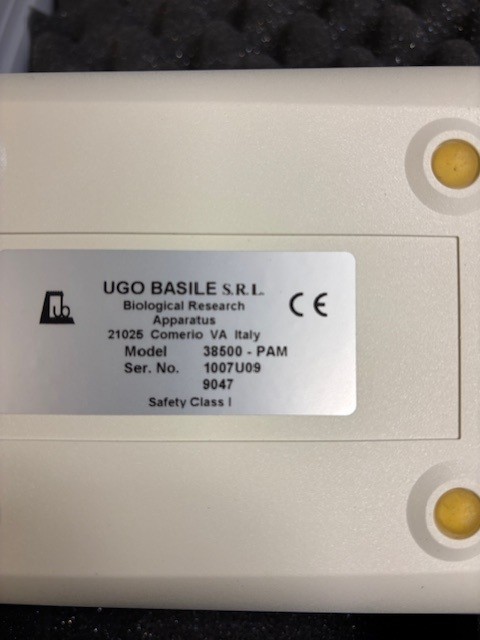 UGO BASILE S.R.L.
Biological Research
Apparatus
21025 Comerio VA Italy
Model 38500 - PAM
Ser. No. 1007U09
9047
Safety Class I
CE
ub